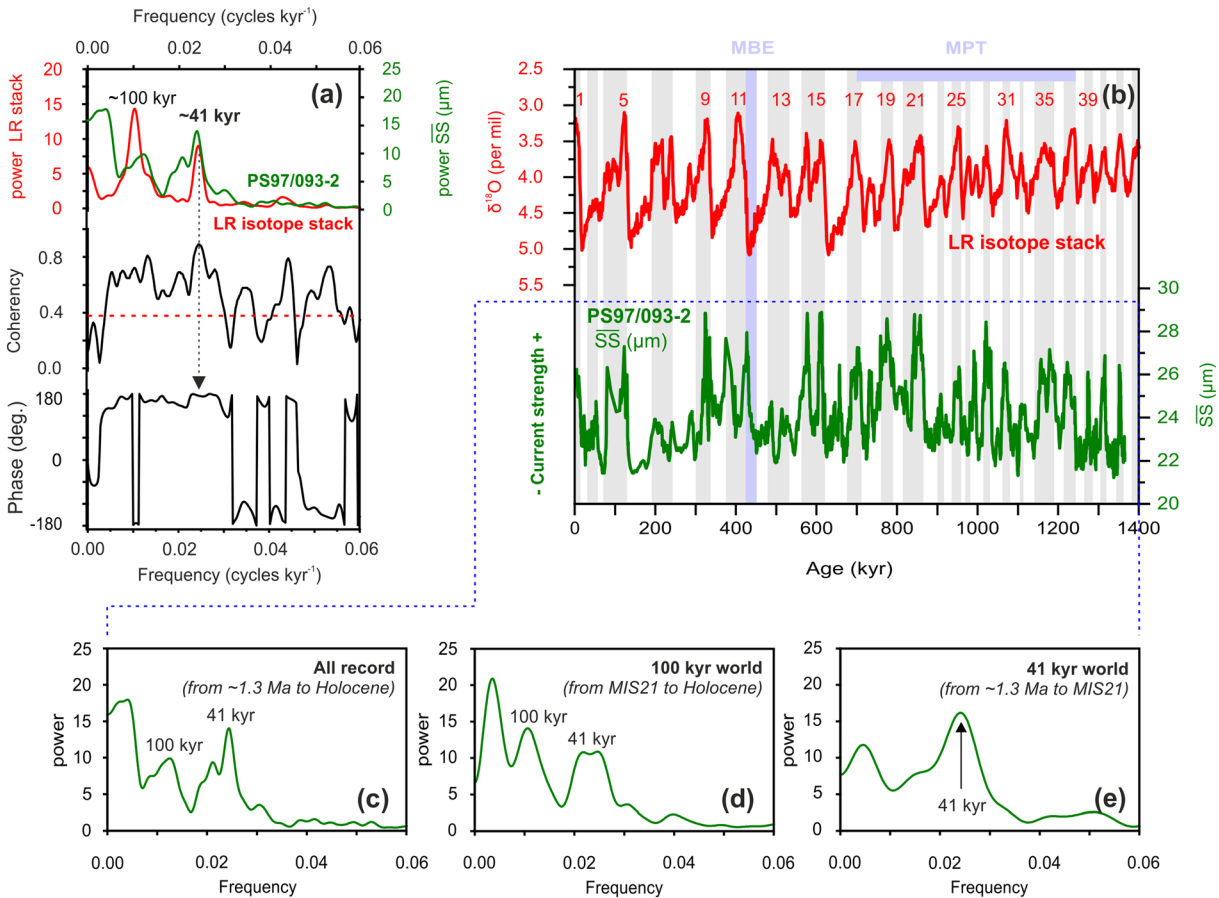 Frequency (cycles kyr⁻¹)
0.00 0.02 0.04 0.06
20 15 10 5 0
power LR stack
25 20 15 10 5 0
power S̅S̅ (µm)
(a)
~100 kyr
~41 kyr
PS97/093-2
LR isotope stack
0.8
0.4
0.0
Coherency
180
0
-180
Phase (deg.)
0.00 0.02 0.04 0.06
Frequency (cycles kyr⁻¹)
MBE MPT
2.5
3.0
3.5
4.0
4.5
5.0
5.5
δ¹⁸O (per mil)
1 5 9 11 13 15 17 19 21 25 31 35 39
(b)
LR isotope stack
PS97/093-2
S̅S̅ (µm)
- Current strength +
30
28
26
24
22
20
S̅S̅ (µm)
0 200 400 600 800 1000 1200 1400
Age (kyr)
25
20
15
10
5
0
power
All record
(from ~1.3 Ma to Holocene)
100 kyr
41 kyr
(c)
0.00 0.02 0.04 0.06
Frequency
25
20
15
10
5
0
power
100 kyr world
(from MIS21 to Holocene)
100 kyr
41 kyr
(d)
0.00 0.02 0.04 0.06
Frequency
25
20
15
10
5
0
power
41 kyr world
(from ~1.3 Ma to MIS21)
41 kyr
(e)
0.00 0.02 0.04 0.06
Frequency